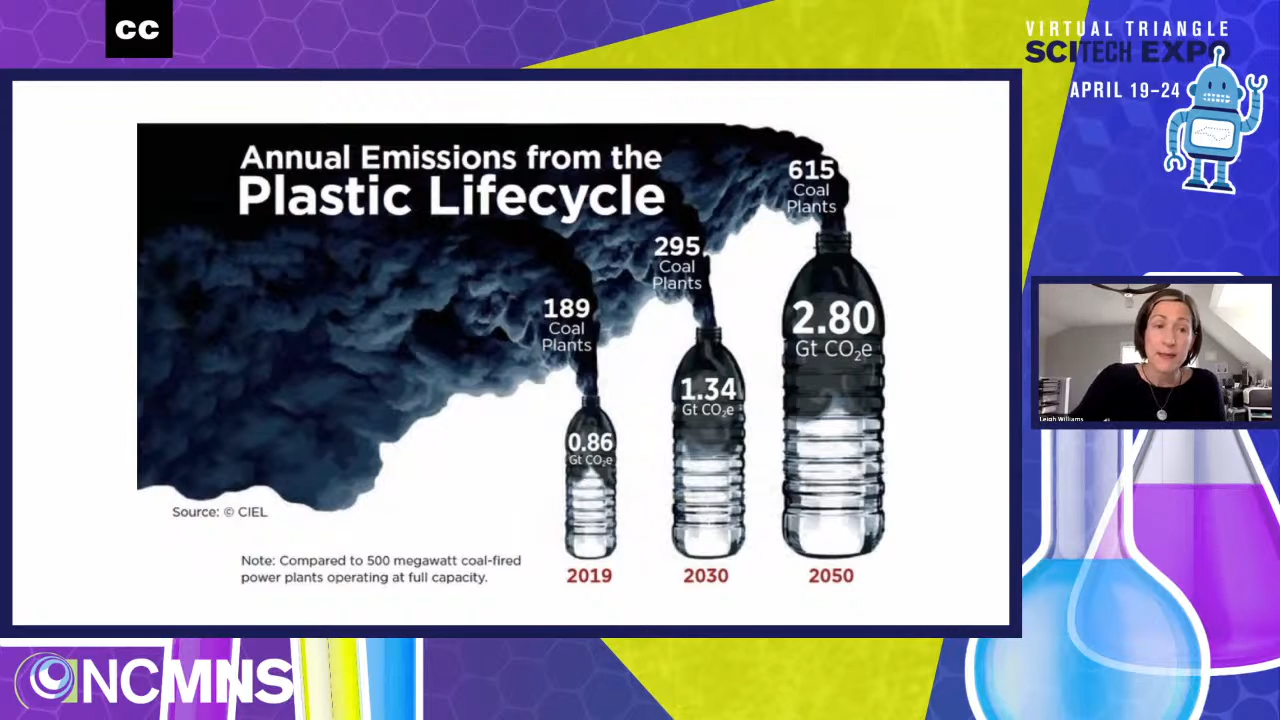 CC
VIRTUAL TRIANGLE
SCITECH EXPO
APRIL 19–24
Annual Emissions from the
Plastic Lifecycle
615
Coal
Plants
295
Coal
Plants
189
Coal
Plants
2.80
Gt CO₂e
1.34
Gt CO₂e
0.86
Gt CO₂e
Source: © CIEL
Note: Compared to 500 megawatt coal-fired
power plants operating at full capacity.
2019
2030
2050
Leigh Williams
NCMNS